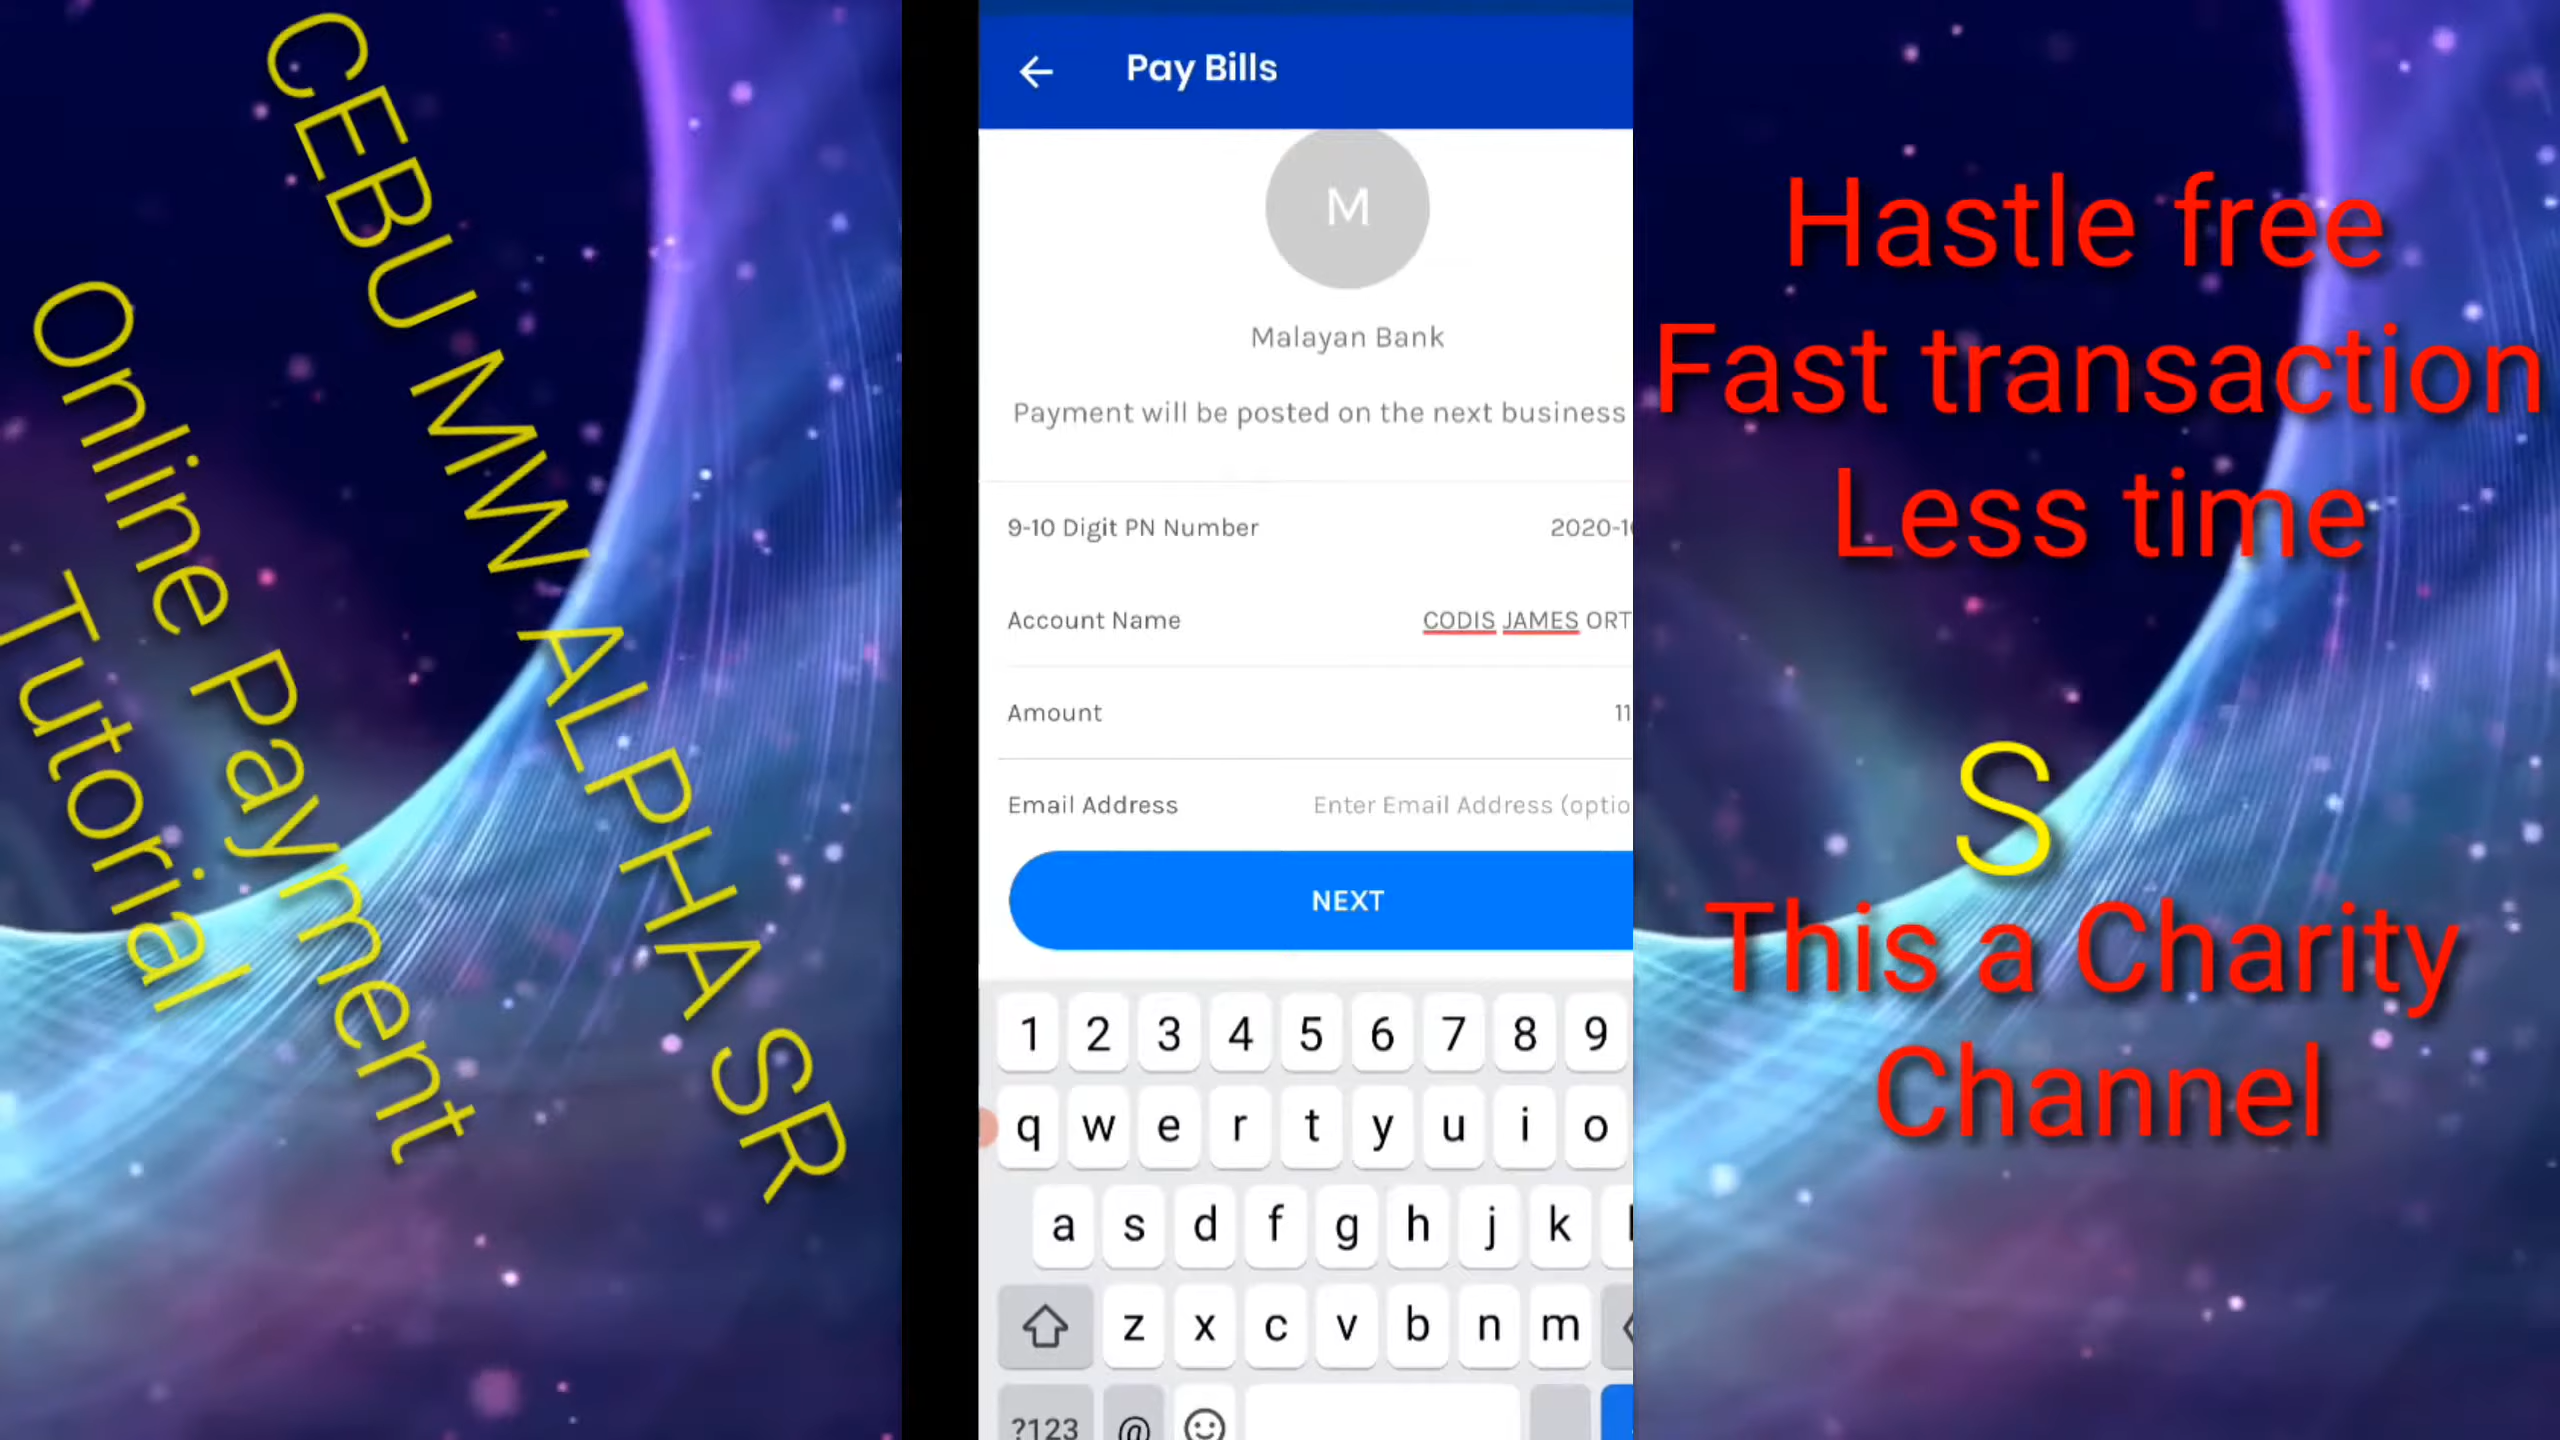 CEBU MW ALPHA SR
Online Payment
Tutorial
Pay Bills
M
Malayan Bank
Payment will be posted on the next business
9-10 Digit PN Number
2020-1
Account Name
CODIS JAMES ORT
Amount
11
Email Address
Enter Email Address (optio
NEXT
1 2 3 4 5 6 7 8 9
q w e r t y u i o
a s d f g h j k
z x c v b n m
?123 @
Hastle free
Fast transaction
Less time
S
This a Charity
Channel